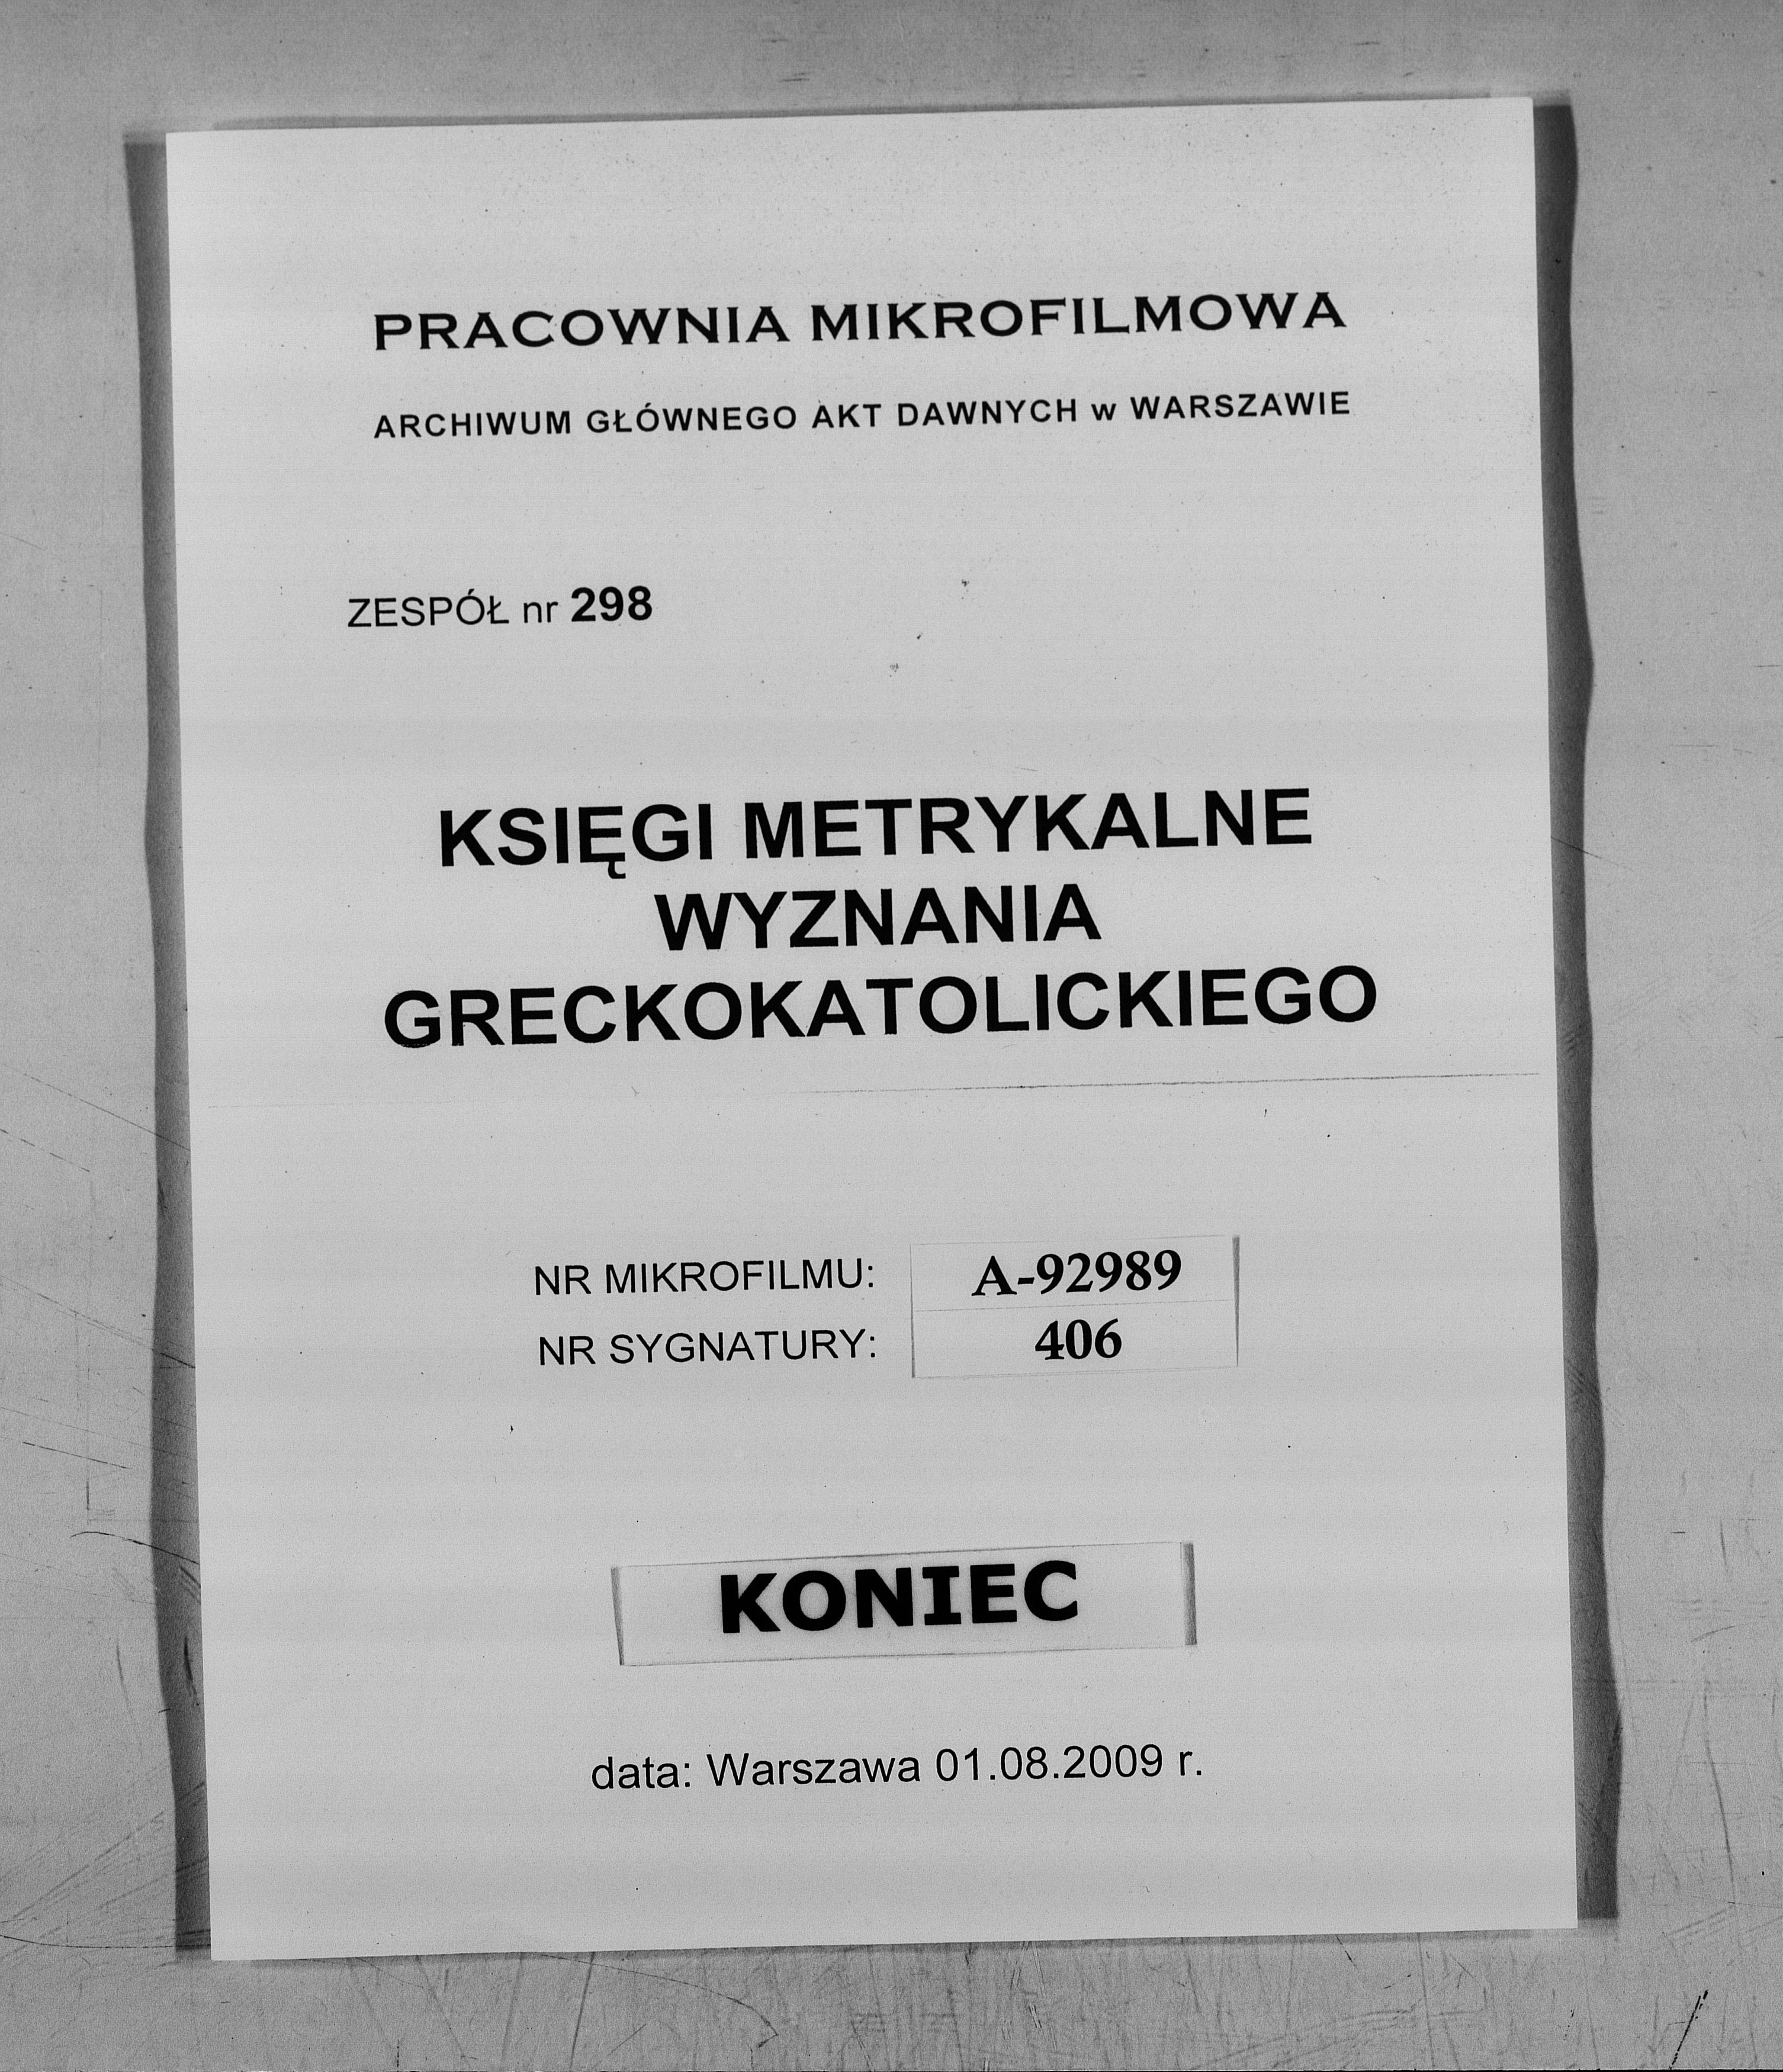 PRACOWNIA MIKROFILMOWA
ARCHIWUM GŁÓWNEGO AKT DAWNYCH w WARSZAWIE
ZESPÓŁ nr 298
KSIĘGI METRYKALNE
WYZNANIA
GRECKOKATOLICKIEGO
NR MIKROFILMU: A-92989
NR SYGNATURY: 406
KONIEC
data: Warszawa 01.08.2009 r.